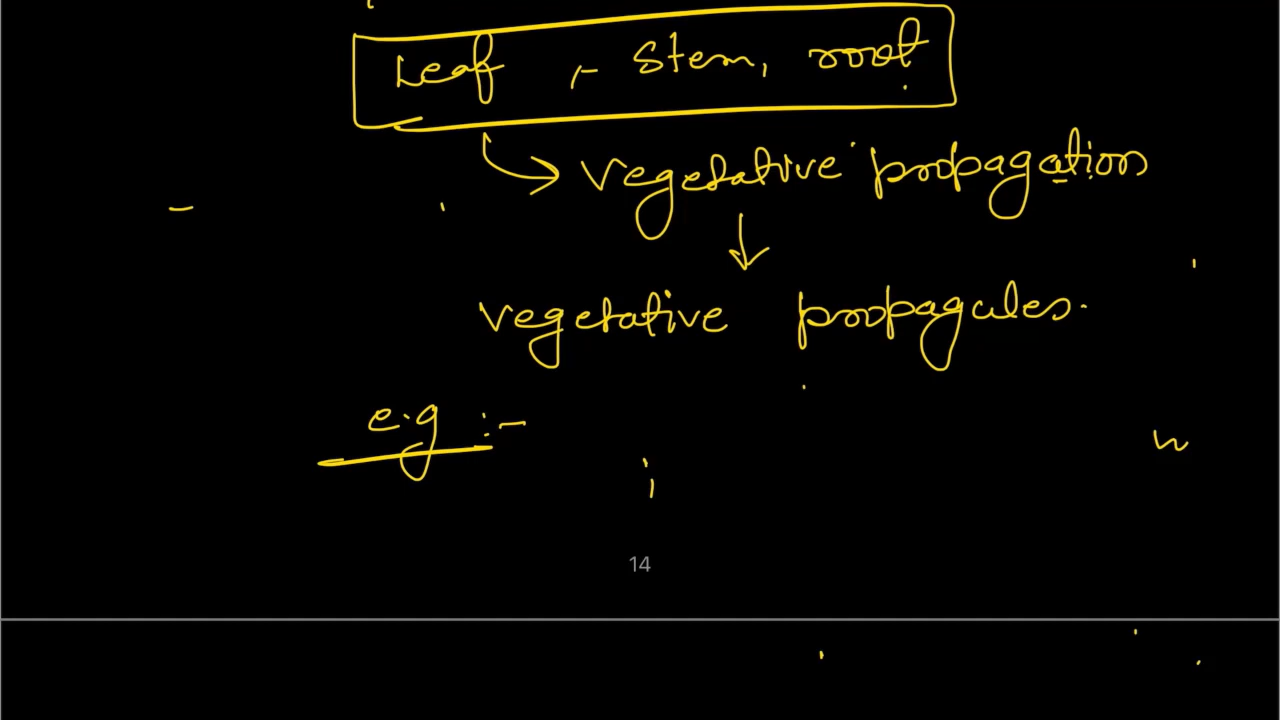 Leaf , - Stem, root
vegetative propagation
vegetative propagules.
e.g :-
14